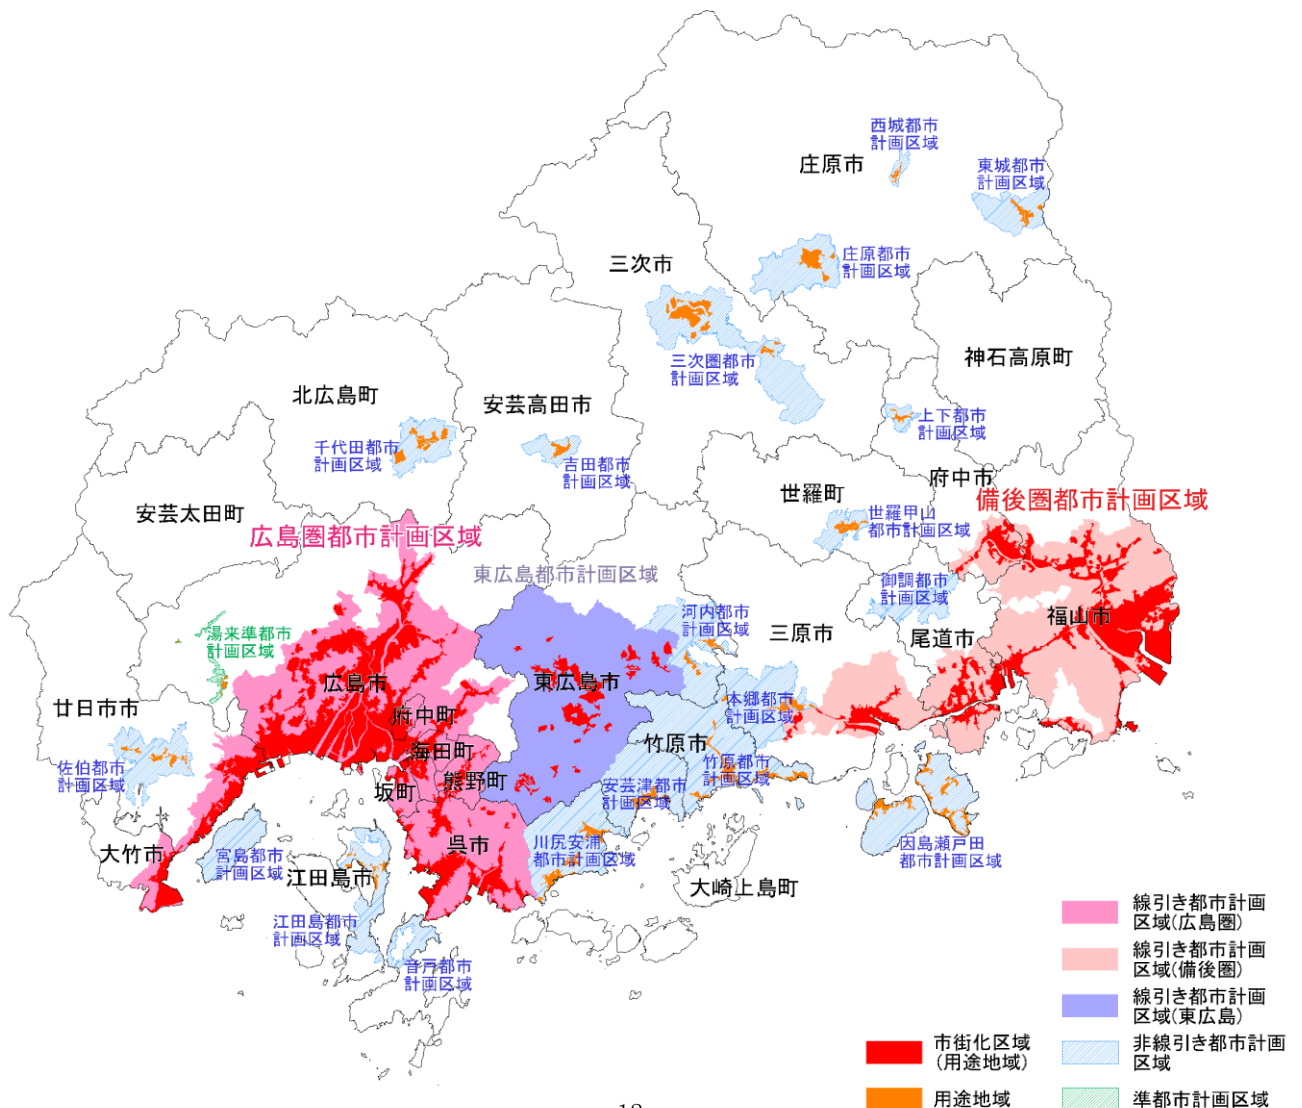 西城都市
計画区域
庄原市
東城都市
計画区域
庄原都市
計画区域
三次市
三次圏都市
計画区域
神石高原町
北広島町
安芸高田市
千代田都市
計画区域
吉田都市
計画区域
上下都市
計画区域
府中市
世羅町
世羅甲山
都市計画区域
備後圏都市計画区域
安芸太田町
広島圏都市計画区域
東広島都市計画区域
御調都市
計画区域
河内都市
計画区域
三原市
尾道市
福山市
湯来準都市
計画区域
広島市
東広島市
本郷都市
計画区域
廿日市市
府中町
海田町
熊野町
坂町
竹原市
竹原都市
計画区域
佐伯都市
計画区域
安芸津都市
計画区域
大竹市
宮島都市
計画区域
呉市
川尻安浦
都市計画区域
因島瀬戸田
都市計画区域
江田島市
大崎上島町
江田島都市
計画区域
音戸都市
計画区域
線引き都市計画
区域(広島圏)
線引き都市計画
区域(備後圏)
線引き都市計画
区域(東広島)
市街化区域
(用途地域)
非線引き都市計画
区域
用途地域
準都市計画区域